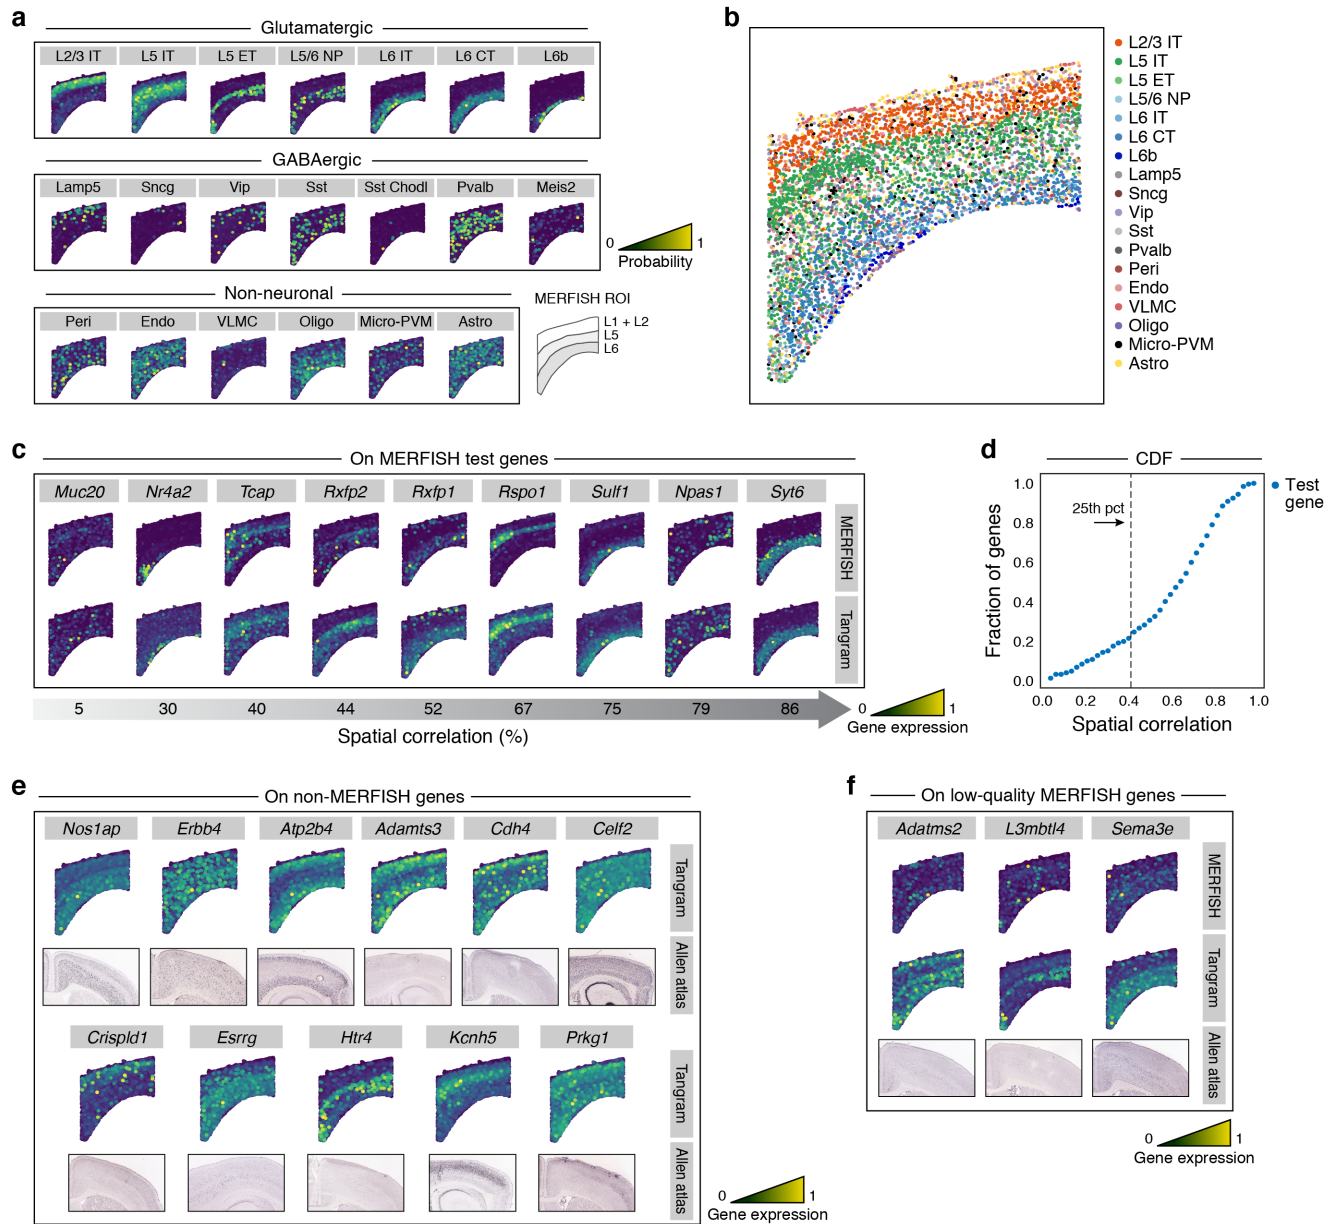 a
Glutamatergic
L2/3 IT L5 IT L5 ET L5/6 NP L6 IT L6 CT L6b
GABAergic
Lamp5 Sncg Vip Sst Sst Chodl Pvalb Meis2
0 1
Probability
Non-neuronal
Peri Endo VLMC Oligo Micro-PVM Astro
MERFISH ROI
L1 + L2
L5
L6
b
L2/3 IT
L5 IT
L5 ET
L5/6 NP
L6 IT
L6 CT
L6b
Lamp5
Sncg
Vip
Sst
Pvalb
Peri
Endo
VLMC
Oligo
Micro-PVM
Astro
c
On MERFISH test genes
Muc20 Nr4a2 Tcap Rxfp2 Rxfp1 Rspo1 Sulf1 Npas1 Syt6
MERFISH
Tangram
5 30 40 44 52 67 75 79 86
Spatial correlation (%)
0 1
Gene expression
d
CDF
Test
gene
25th pct
Fraction of genes
1.0
0.8
0.6
0.4
0.2
0.0
0.0 0.2 0.4 0.6 0.8 1.0
Spatial correlation
e
On non-MERFISH genes
Nos1ap Erbb4 Atp2b4 Adamts3 Cdh4 Celf2
Tangram
Allen atlas
Crispld1 Esrrg Htr4 Kcnh5 Prkg1
Tangram
Allen atlas
0 1
Gene expression
f
On low-quality MERFISH genes
Adatms2 L3mbtl4 Sema3e
MERFISH
Tangram
Allen atlas
0 1
Gene expression